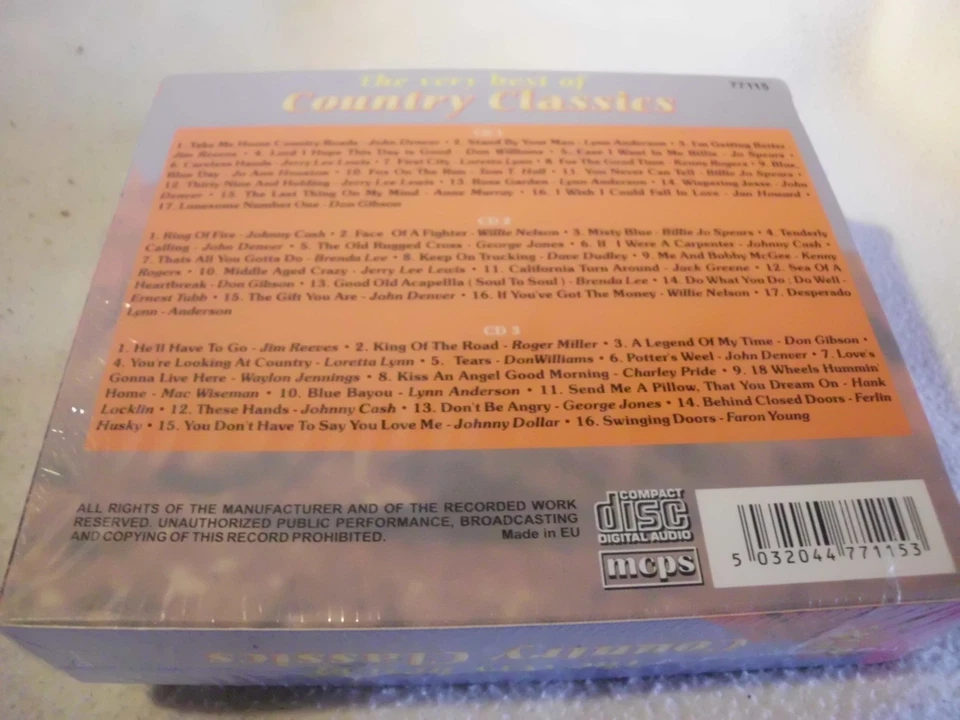 The very best of
Country Classics
77115
CD 1
1. Take Me Home Country Roads - John Denver • 2. Stand By Your Man - Lynn Anderson • 3. I'm Getting Better
Jim Reeves • 4. Lord I Hope This Day is Good - Don Williams • 5. I Want To Be - Billie Jo Spears •
6. Careless Hands - Jerry Lee Lewis • 7. First City - Loretta Lynn • 8. For The Good Time - Kenny Rogers • 9. Blue
Blue Day - Jo Ann Houston • 10. Fox On The Run - Tom T Hall • 11. You Never Can Tell - Billie Jo Spears •
12. Thirty Nine And Holding - Jerry Lee Lewis • 13. Rose Garden - Lynn Anderson • 14. Wispering Jesse - John
Denver • 15. The Last Thing On My Mind - Anne Murray • 16. I Wish I Could Fall In Love - Jan Howard •
17. Lonesome Number One - Don Gibson
CD 2
1. Ring Of Fire - Johnny Cash • 2. Face Of A Fighter - Willie Nelson • 3. Misty Blue - Billie Jo Spears • 4. Tenderly
Calling - John Denver • 5. The Old Rugged Cross - George Jones • 6. If I Were A Carpenter - Johnny Cash •
7. Thats All You Gotta Do - Brenda Lee • 8. Keep On Trucking - Dave Dudley • 9. Me And Bobby McGee - Kenny
Rogers • 10. Middle Aged Crazy - Jerry Lee Lewis • 11. California Turn Around - Jack Greene • 12. Sea Of A
Heartbreak - Don Gibson • 13. Good Old Acapellla ( Soul To Soul ) - Brenda Lee • 14. Do What You Do ; Do Well -
Ernest Tubb • 15. The Gift You Are - John Denver • 16. If You've Got The Money - Willie Nelson • 17. Desperado
Lynn - Anderson
CD 3
1. He'll Have To Go - Jim Reeves • 2. King Of The Road - Roger Miller • 3. A Legend Of My Time - Don Gibson •
4. You're Looking At Country - Loretta Lynn • 5. Tears - DonWilliams • 6. Potter's Weel - John Denver • 7. Love's
Gonna Live Here - Waylon Jennings • 8. Kiss An Angel Good Morning - Charley Pride • 9. 18 Wheels Hummin'
Home - Mac Wiseman • 10. Blue Bayou - Lynn Anderson • 11. Send Me A Pillow, That You Dream On - Hank
Locklin • 12. These Hands - Johnny Cash • 13. Don't Be Angry - George Jones • 14. Behind Closed Doors - Ferlin
Husky • 15. You Don't Have To Say You Love Me - Johnny Dollar • 16. Swinging Doors - Faron Young
ALL RIGHTS OF THE MANUFACTURER AND OF THE RECORDED WORK
RESERVED. UNAUTHORIZED PUBLIC PERFORMANCE, BROADCASTING
AND COPYING OF THIS RECORD PROHIBITED.
Made in EU
COMPACT
disc
DIGITAL AUDIO
mcps
5 032044 771153
The very best of
Country Classics